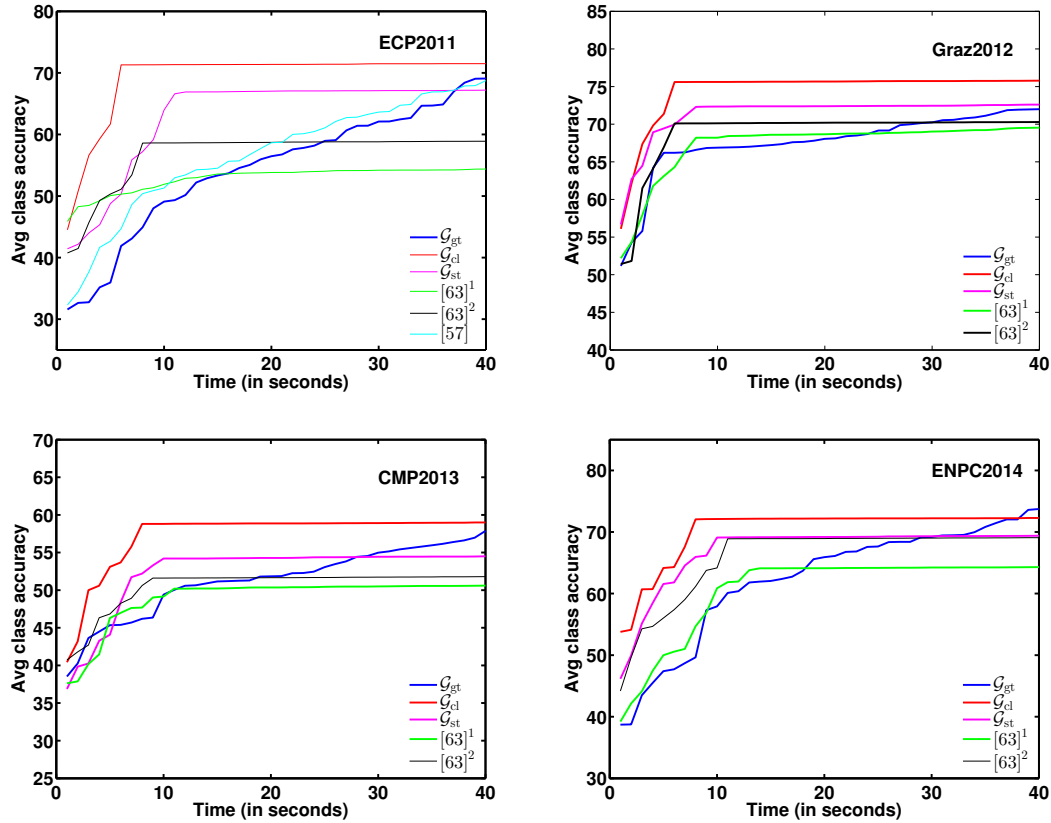 80
70
60
50
40
30
0 10 20 30 40
Avg class accuracy
Time (in seconds)
ECP2011
𝒢gt
𝒢cl
𝒢st
[63]¹
[63]²
[57]
85
80
75
70
65
60
55
50
45
40
0 10 20 30 40
Avg class accuracy
Time (in seconds)
Graz2012
𝒢gt
𝒢cl
𝒢st
[63]¹
[63]²
70
65
60
55
50
45
40
35
30
25
0 10 20 30 40
Avg class accuracy
Time (in seconds)
CMP2013
𝒢gt
𝒢cl
𝒢st
[63]¹
[63]²
80
70
60
50
40
30
0 10 20 30 40
Avg class accuracy
Time (in seconds)
ENPC2014
𝒢gt
𝒢cl
𝒢st
[63]¹
[63]²